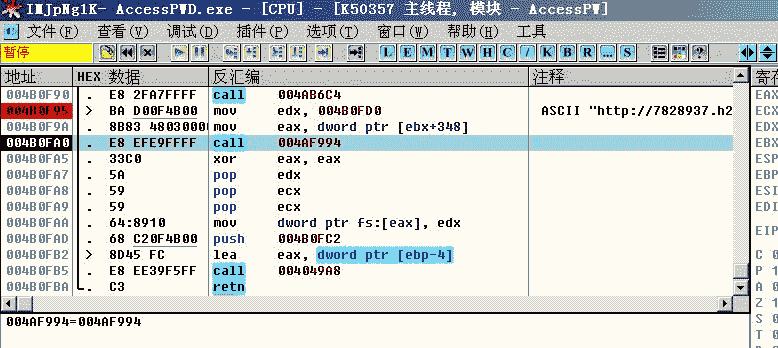 IMJpNg1K- AccessPWD.exe - [CPU] - [K50357 主线程, 模块 - AccessPW]
文件(F) 查看(V) 调试(D) 插件(P) 选项(T) 窗口(W) 帮助(H) 工具
暂停 L E M T W H C / K B R ... S
地址 HEX 数据 反汇编 注释 寄存
004B0F90 . E8 2FA7FFFF call 004AB6C4
004B0F95 > BA D00F4B00 mov edx, 004B0FD0 ASCII "http://7828937.h2
004B0F9A . 8B83 48030000 mov eax, dword ptr [ebx+348]
004B0FA0 . E8 EFE9FFFF call 004AF994
004B0FA5 . 33C0 xor eax, eax
004B0FA7 . 5A pop edx
004B0FA8 . 59 pop ecx
004B0FA9 . 59 pop ecx
004B0FAA . 64:8910 mov dword ptr fs:[eax], edx
004B0FAD . 68 C20F4B00 push 004B0FC2
004B0FB2 > 8D45 FC lea eax, dword ptr [ebp-4]
004B0FB5 . E8 EE39F5FF call 004049A8
004B0FBA . C3 retn
EAX
ECX
EDX
EBX
ESP
EBP
ESI
EDI
EIP
C 0
P 1
A 0
Z 1
S 0
T 0
004AF994=004AF994